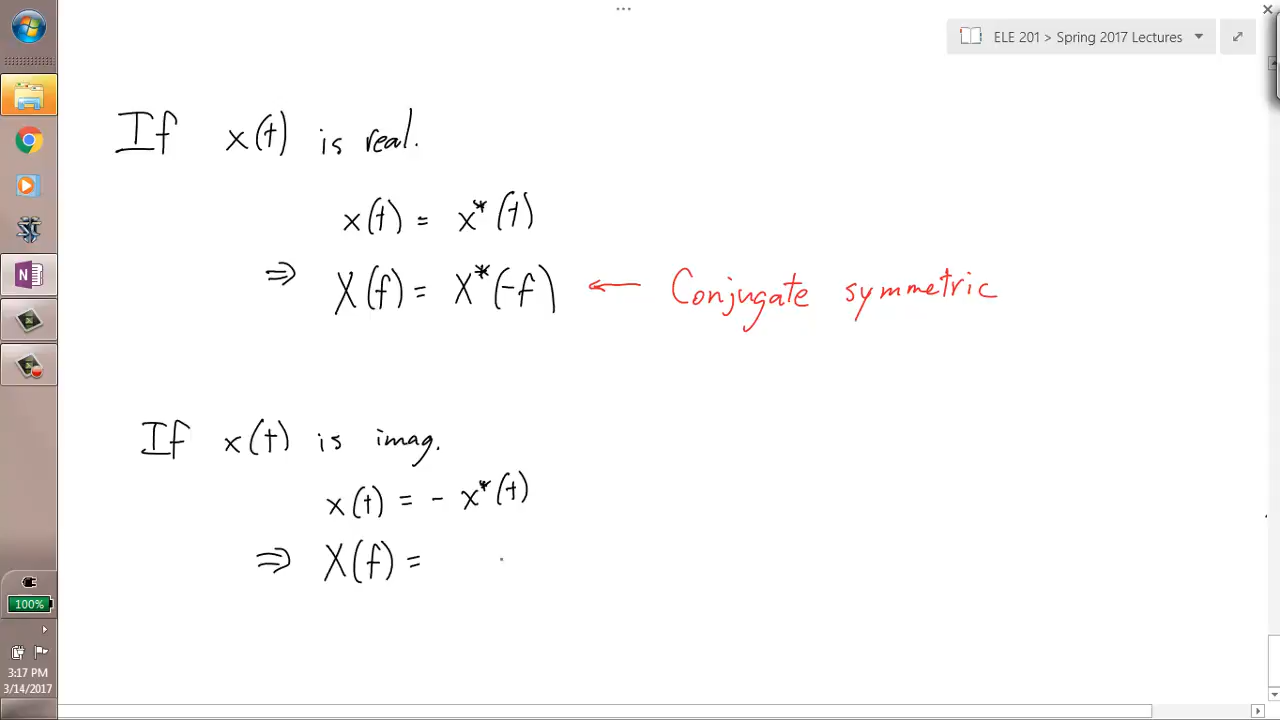 ...
ELE 201 > Spring 2017 Lectures
If x(t) is real.
x(t) = x*(t)
⇒ X(f) = X*(-f) ← Conjugate symmetric
If x(t) is imag.
x(t) = - x*(t)
⇒ X(f) =
100%
3:17 PM
3/14/2017